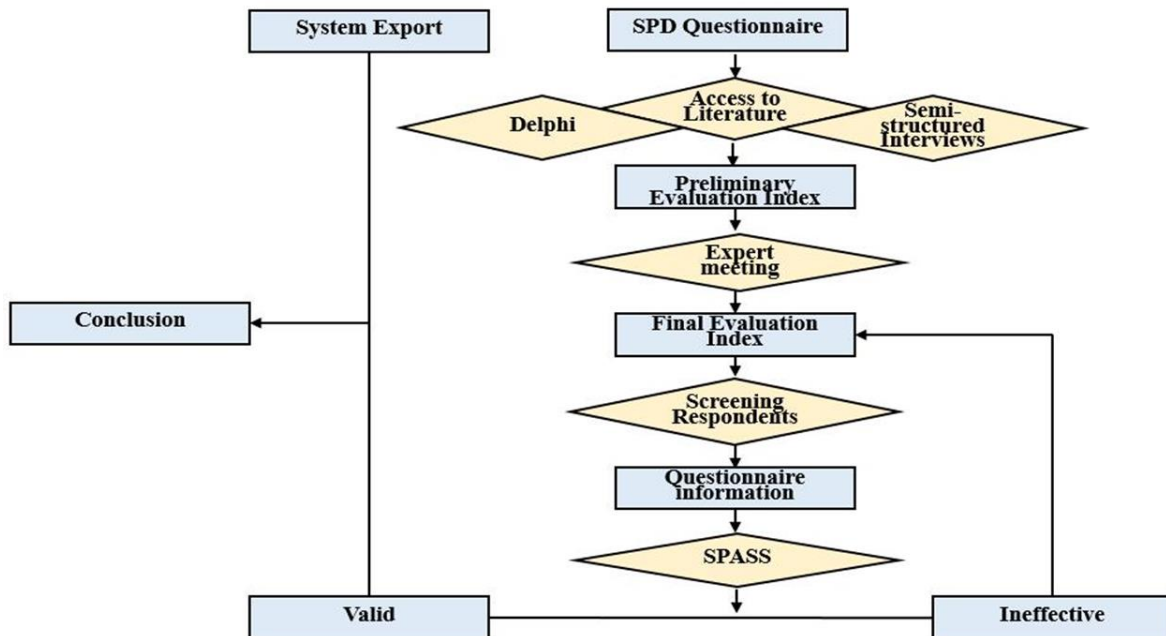 System Export
SPD Questionnaire
Access to
Literature
Delphi
Semi-
structured
Interviews
Preliminary
Evaluation Index
Expert
meeting
Conclusion
Final Evaluation
Index
Screening
Respondents
Questionnaire
information
SPASS
Valid
Ineffective